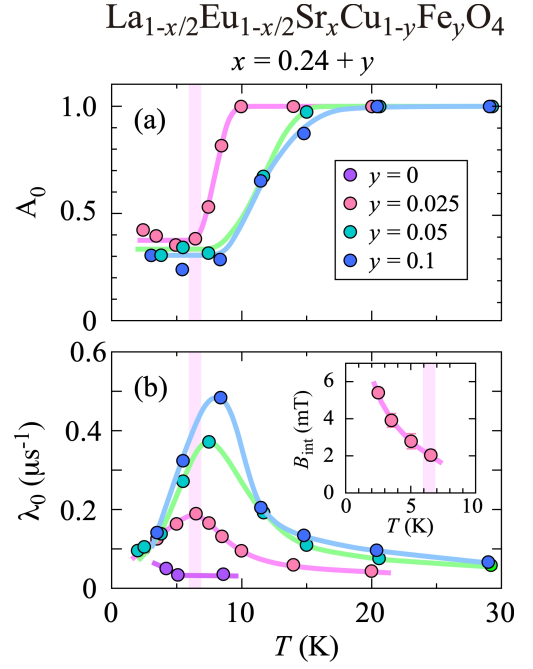 La1-x/2Eu1-x/2SrxCu1-yFeyO4
x = 0.24 + y
(a)
1.0
0.5
0
A0
y = 0
y = 0.025
y = 0.05
y = 0.1
(b)
0.6
0.4
0.2
0
λ0 (μs-1)
6
4
2
0
Bint (mT)
0
5
10
T (K)
0
10
20
30
T (K)